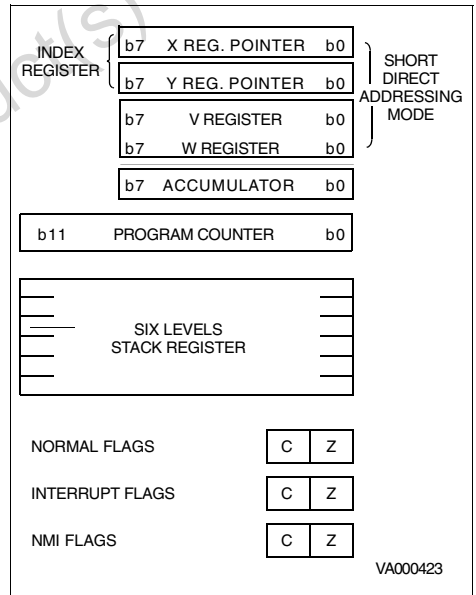 INDEX
REGISTER
b7 X REG. POINTER b0
b7 Y REG. POINTER b0
b7 V REGISTER b0
b7 W REGISTER b0
SHORT
DIRECT
ADDRESSING
MODE
b7 ACCUMULATOR b0
b11 PROGRAM COUNTER b0
SIX LEVELS
STACK REGISTER
NORMAL FLAGS C Z
INTERRUPT FLAGS C Z
NMI FLAGS C Z
VA000423